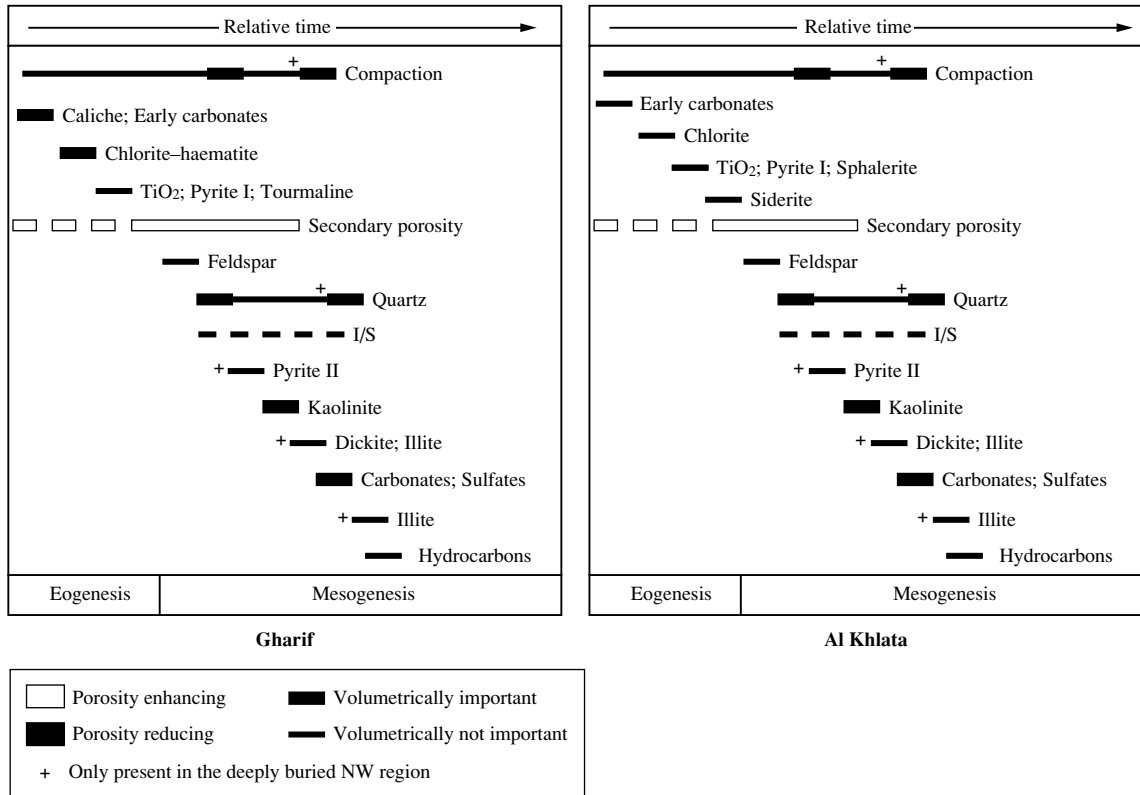 Relative time
+
Compaction
Caliche; Early carbonates
Chlorite–haematite
TiO2; Pyrite I; Tourmaline
Secondary porosity
Feldspar
+
Quartz
I/S
+ Pyrite II
Kaolinite
+ Dickite; Illite
Carbonates; Sulfates
+ Illite
Hydrocarbons
Eogenesis Mesogenesis
Gharif
Relative time
+
Compaction
Early carbonates
Chlorite
TiO2; Pyrite I; Sphalerite
Siderite
Secondary porosity
Feldspar
+
Quartz
I/S
+ Pyrite II
Kaolinite
+ Dickite; Illite
Carbonates; Sulfates
+ Illite
Hydrocarbons
Eogenesis Mesogenesis
Al Khlata
Porosity enhancing Volumetrically important
Porosity reducing Volumetrically not important
+ Only present in the deeply buried NW region